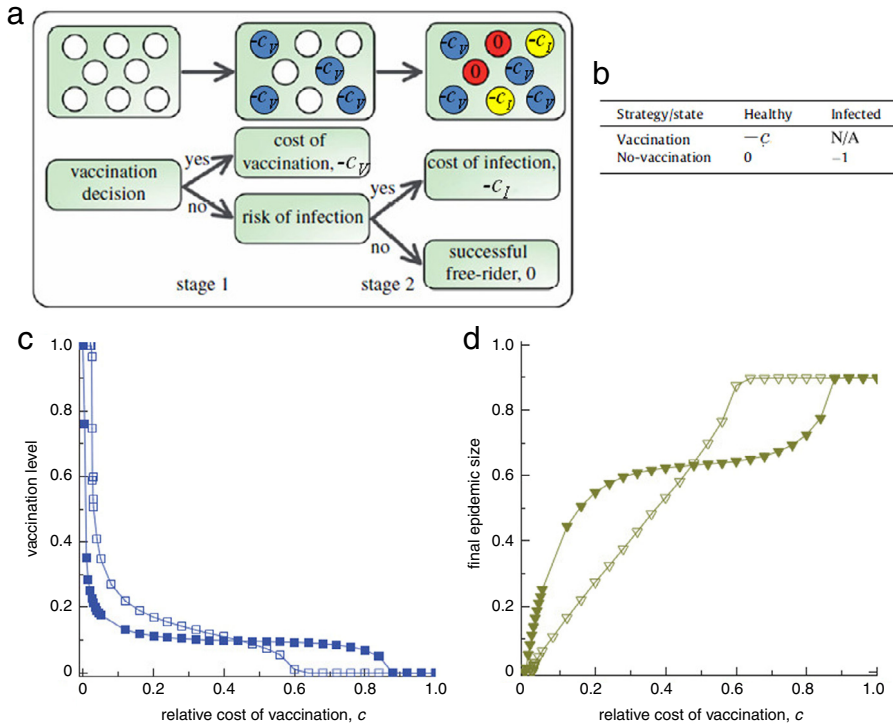 a
-c_V
-c_V
-c_V
-c_V
-c_V
0
-c_I
0
-c_V
-c_V
-c_I
-c_V
vaccination
decision
yes
no
cost of
vaccination, -c_V
risk of infection
yes
no
cost of infection,
-c_I
successful
free-rider, 0
stage 1
stage 2
b
Strategy/state Healthy Infected
Vaccination —c N/A
No-vaccination 0 −1
c
1.0
0.8
0.6
0.4
0.2
0
vaccination level
0 0.2 0.4 0.6 0.8 1.0
relative cost of vaccination, c
d
1.0
0.8
0.6
0.4
0.2
0
final epidemic size
0 0.2 0.4 0.6 0.8 1.0
relative cost of vaccination, c